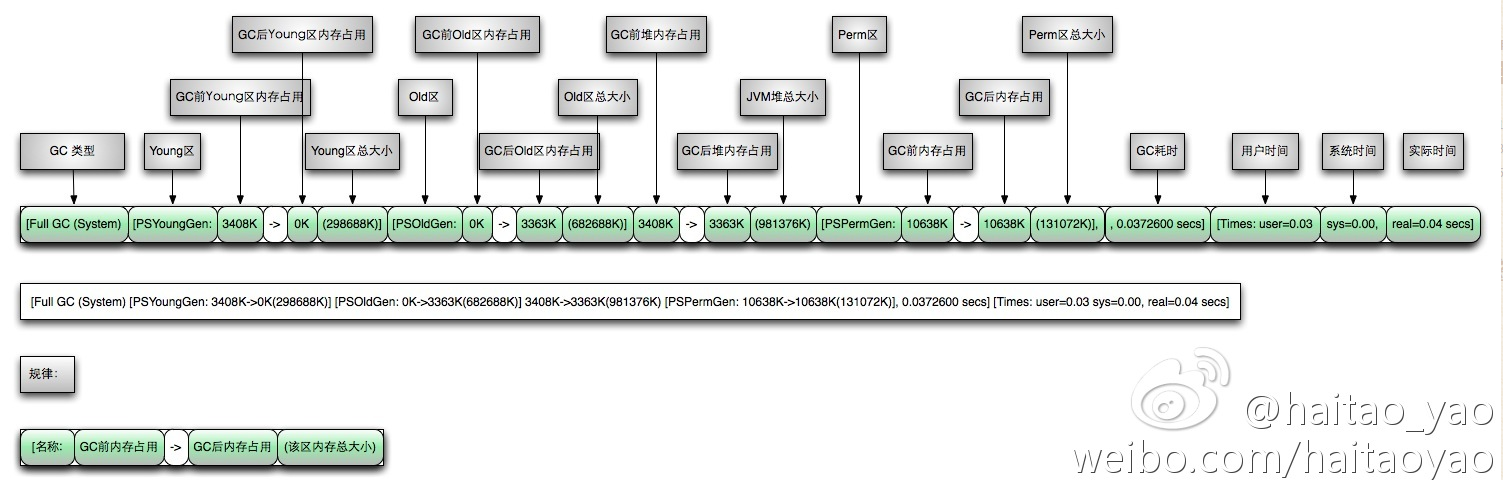 GC后Young区内存占用 GC前Old区内存占用 GC前堆内存占用 Perm区 Perm区总大小
GC前Young区内存占用 Old区 Old区总大小 JVM堆总大小 GC后内存占用
GC 类型 Young区 Young区总大小 GC后Old区内存占用 GC后堆内存占用 GC前内存占用 GC耗时 用户时间 系统时间 实际时间
[Full GC (System) [PSYoungGen: 3408K -> 0K (298688K)] [PSOldGen: 0K -> 3363K (682688K)] 3408K -> 3363K (981376K) [PSPermGen: 10638K -> 10638K (131072K)], , 0.0372600 secs] [Times: user=0.03 sys=0.00, real=0.04 secs]
[Full GC (System) [PSYoungGen: 3408K->0K(298688K)] [PSOldGen: 0K->3363K(682688K)] 3408K->3363K(981376K) [PSPermGen: 10638K->10638K(131072K)], 0.0372600 secs] [Times: user=0.03 sys=0.00, real=0.04 secs]
规律:
[名称: GC前内存占用 -> GC后内存占用 (该区内存总大小)
@haitao_yao
weibo.com/haitaoyao